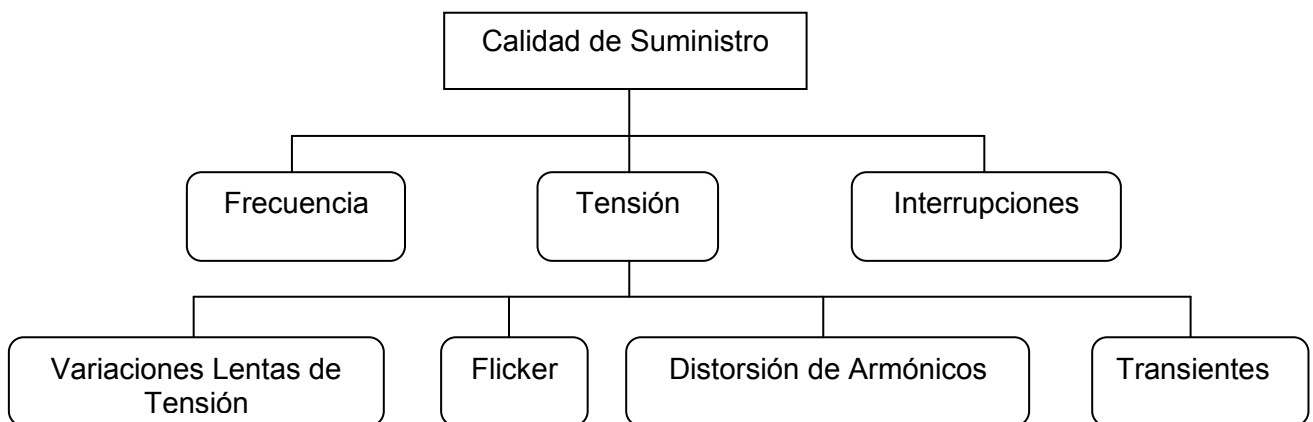 Calidad de Suministro
Frecuencia
Tensión
Interrupciones
Variaciones Lentas de
Tensión
Flicker
Distorsión de Armónicos
Transientes